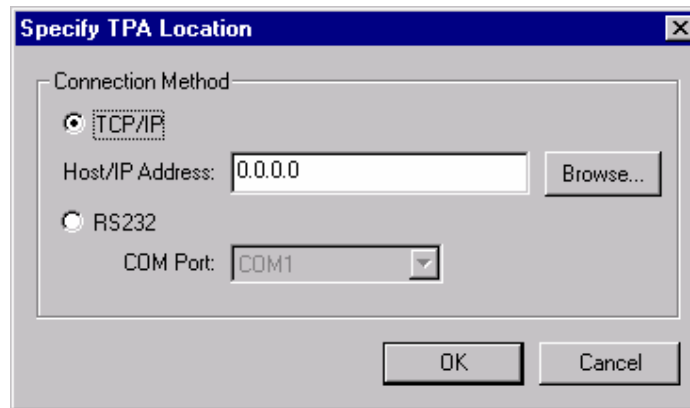 Specify TPA Location
Connection Method
TCP/IP
Host/IP Address: 0.0.0.0 Browse...
RS232
COM Port: COM1
OK Cancel